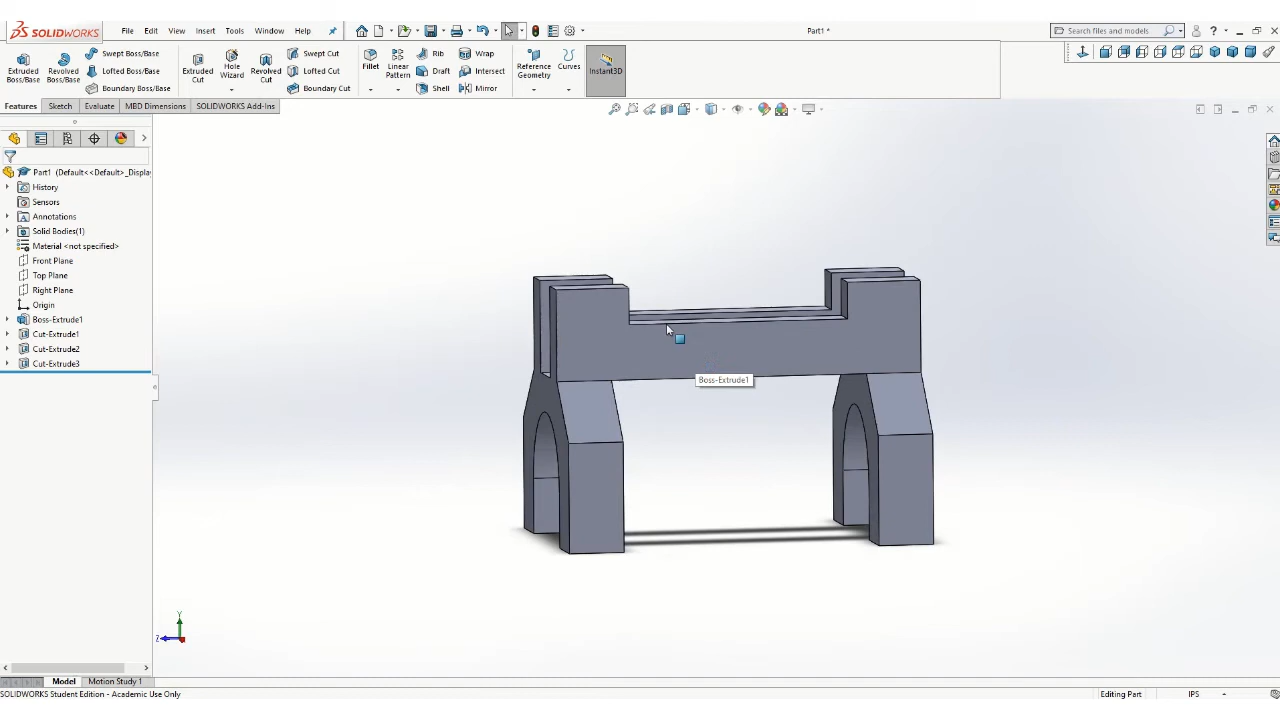 SOLIDWORKS File Edit View Insert Tools Window Help Part1 * Search files and models
Extruded Boss/Base
Revolved Boss/Base
Swept Boss/Base
Lofted Boss/Base
Boundary Boss/Base
Extruded Cut
Hole Wizard
Revolved Cut
Swept Cut
Lofted Cut
Boundary Cut
Fillet
Linear Pattern
Rib
Draft
Shell
Wrap
Intersect
Mirror
Reference Geometry
Curves
Instant3D
Features Sketch Evaluate MBD Dimensions SOLIDWORKS Add-Ins
Part1 (Default<<Default>_Displa
History
Sensors
Annotations
Solid Bodies(1)
Material <not specified>
Front Plane
Top Plane
Right Plane
Origin
Boss-Extrude1
Cut-Extrude1
Cut-Extrude2
Cut-Extrude3
Boss-Extrude1
Y
Z
Model Motion Study 1
SOLIDWORKS Student Edition - Academic Use Only Editing Part IPS